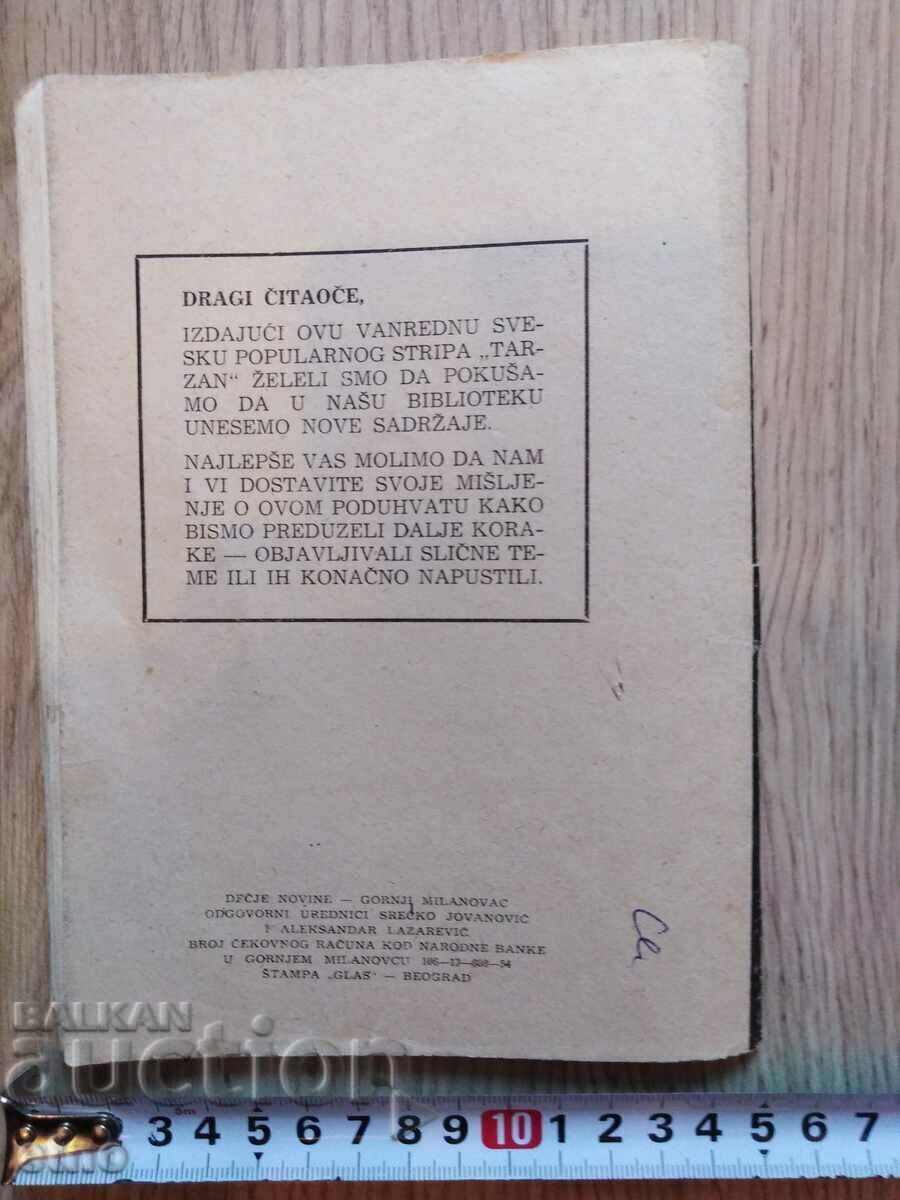 DRAGI ČITAOČE,
IZDAJUĆI OVU VANREDNU SVE-
SKU POPULARNOG STRIPA „TAR-
ZAN“ ŽELELI SMO DA POKUŠA-
MO DA U NAŠU BIBLIOTEKU
UNESEMO NOVE SADRŽAJE.
NAJLEPŠE VAS MOLIMO DA NAM
I VI DOSTAVITE SVOJE MIŠLJE-
NJE O OVOM PODUHVATU KAKO
BISMO PREDUZELI DALJE KORA-
KE — OBJAVLJIVALI SLIČNE TE-
ME ILI IH KONAČNO NAPUSTILI.
DEČJE NOVINE — GORNJI MILANOVAC
ODGOVORNI UREDNICI SREĆKO JOVANOVIĆ
I ALEKSANDAR LAZAREVIĆ
BROJ ČEKOVNOG RAČUNA KOD NARODNE BANKE
U GORNJEM MILANOVCU
ŠTAMPA „GLAS“ — BEOGRAD
BALKAN
auction
3m
3 4 5 6 7 8 9 10 1 2 3 4 5 6 7